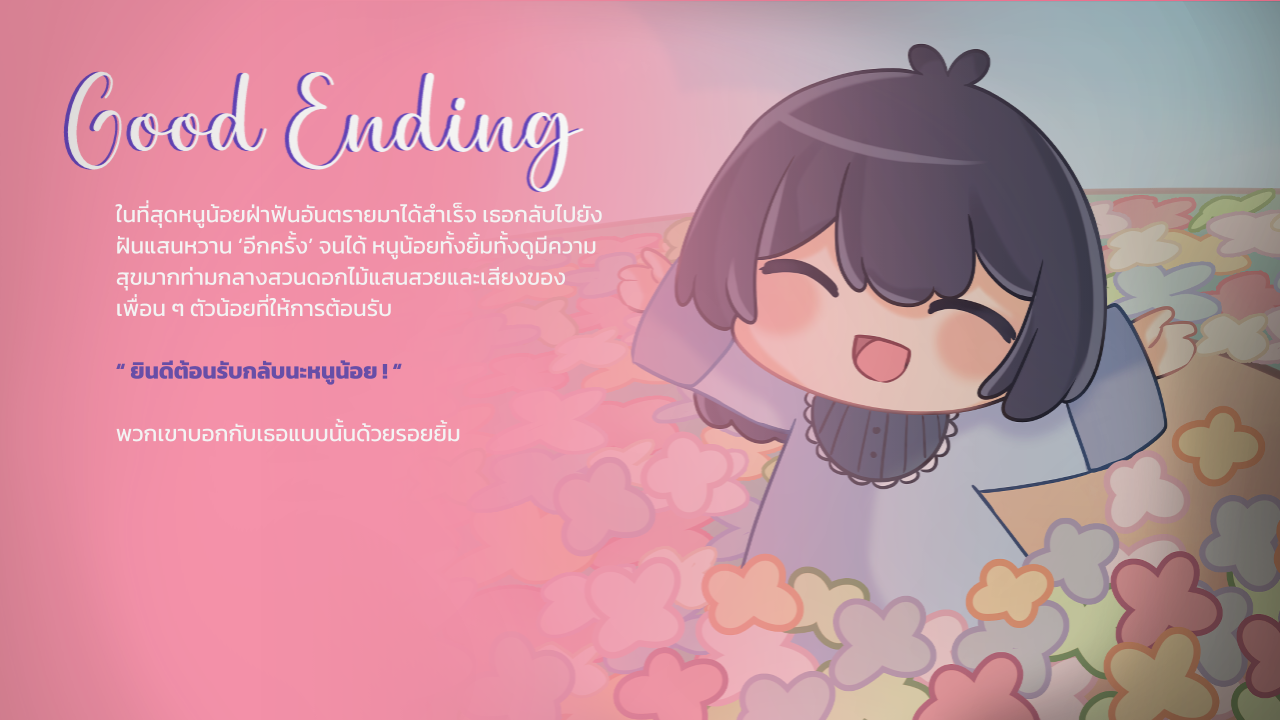 Good Ending
ในที่สุดหนูน้อยฝ่าฟันอันตรายมาได้สำเร็จ เธอกลับไปยัง
ฝันแสนหวาน ‘อีกครั้ง’ จนได้ หนูน้อยทั้งยิ้มทั้งดูมีความ
สุขมากท่ามกลางสวนดอกไม้แสนสวยและเสียงของ
เพื่อน ๆ ตัวน้อยที่ให้การต้อนรับ
“ ยินดีต้อนรับกลับนะหนูน้อย ! “
พวกเขาบอกกับเธอแบบนั้นด้วยรอยยิ้ม